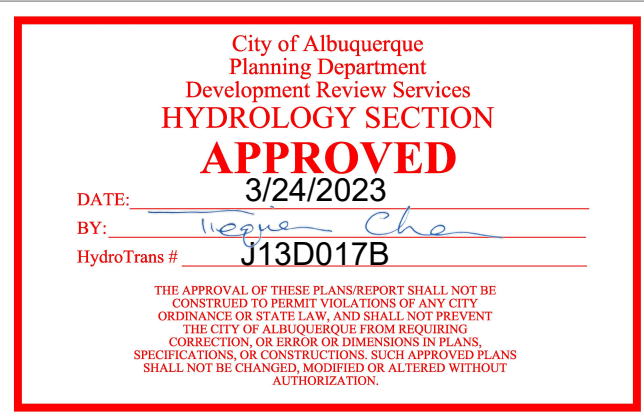 City of Albuquerque
Planning Department
Development Review Services
HYDROLOGY SECTION
APPROVED
DATE: 3/24/2023
BY:
HydroTrans # J13D017B
THE APPROVAL OF THESE PLANS/REPORT SHALL NOT BE
CONSTRUED TO PERMIT VIOLATIONS OF ANY CITY
ORDINANCE OR STATE LAW, AND SHALL NOT PREVENT
THE CITY OF ALBUQUERQUE FROM REQUIRING
CORRECTION, OR ERROR OR DIMENSIONS IN PLANS,
SPECIFICATIONS, OR CONSTRUCTIONS. SUCH APPROVED PLANS
SHALL NOT BE CHANGED, MODIFIED OR ALTERED WITHOUT
AUTHORIZATION.